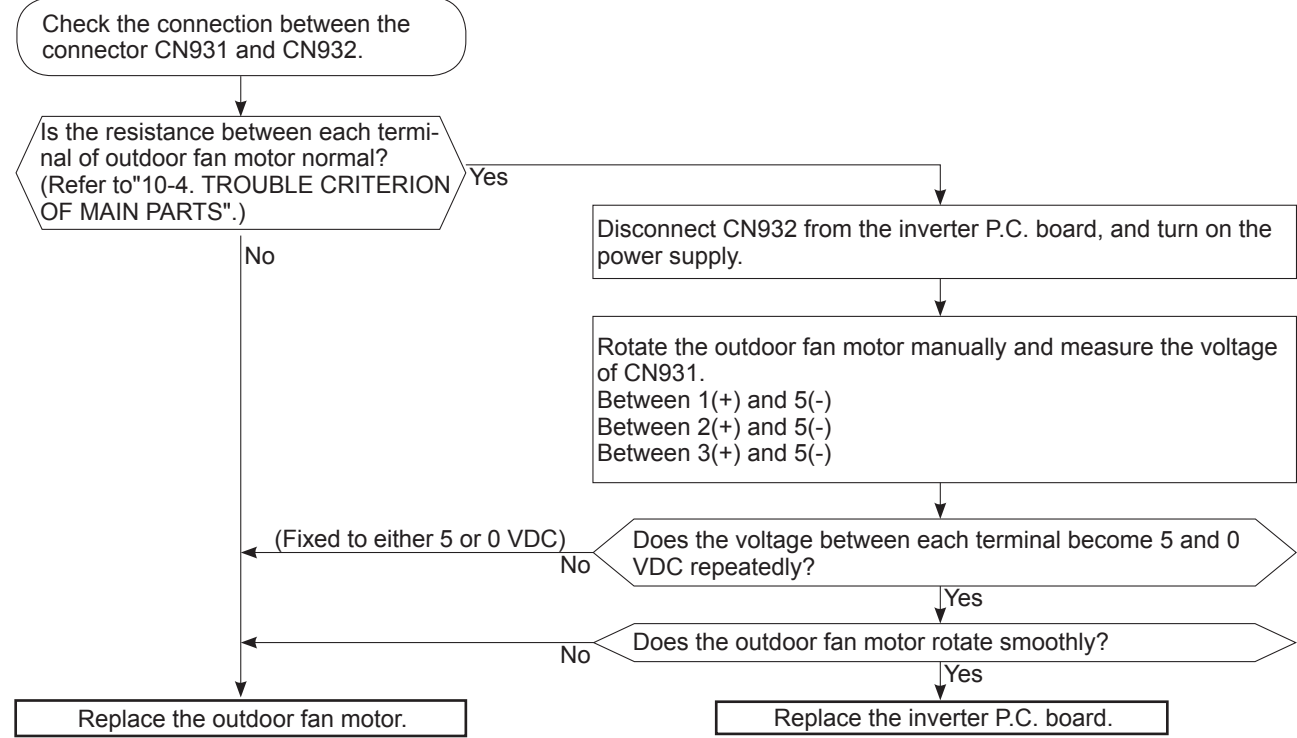 Check the connection between the
connector CN931 and CN932.
Is the resistance between each termi-
nal of outdoor fan motor normal?
(Refer to"10-4. TROUBLE CRITERION
OF MAIN PARTS".)
Yes
No
Disconnect CN932 from the inverter P.C. board, and turn on the
power supply.
Rotate the outdoor fan motor manually and measure the voltage
of CN931.
Between 1(+) and 5(-)
Between 2(+) and 5(-)
Between 3(+) and 5(-)
Does the voltage between each terminal become 5 and 0
VDC repeatedly?
(Fixed to either 5 or 0 VDC)
No
Yes
Does the outdoor fan motor rotate smoothly?
No
Yes
Replace the outdoor fan motor.
Replace the inverter P.C. board.